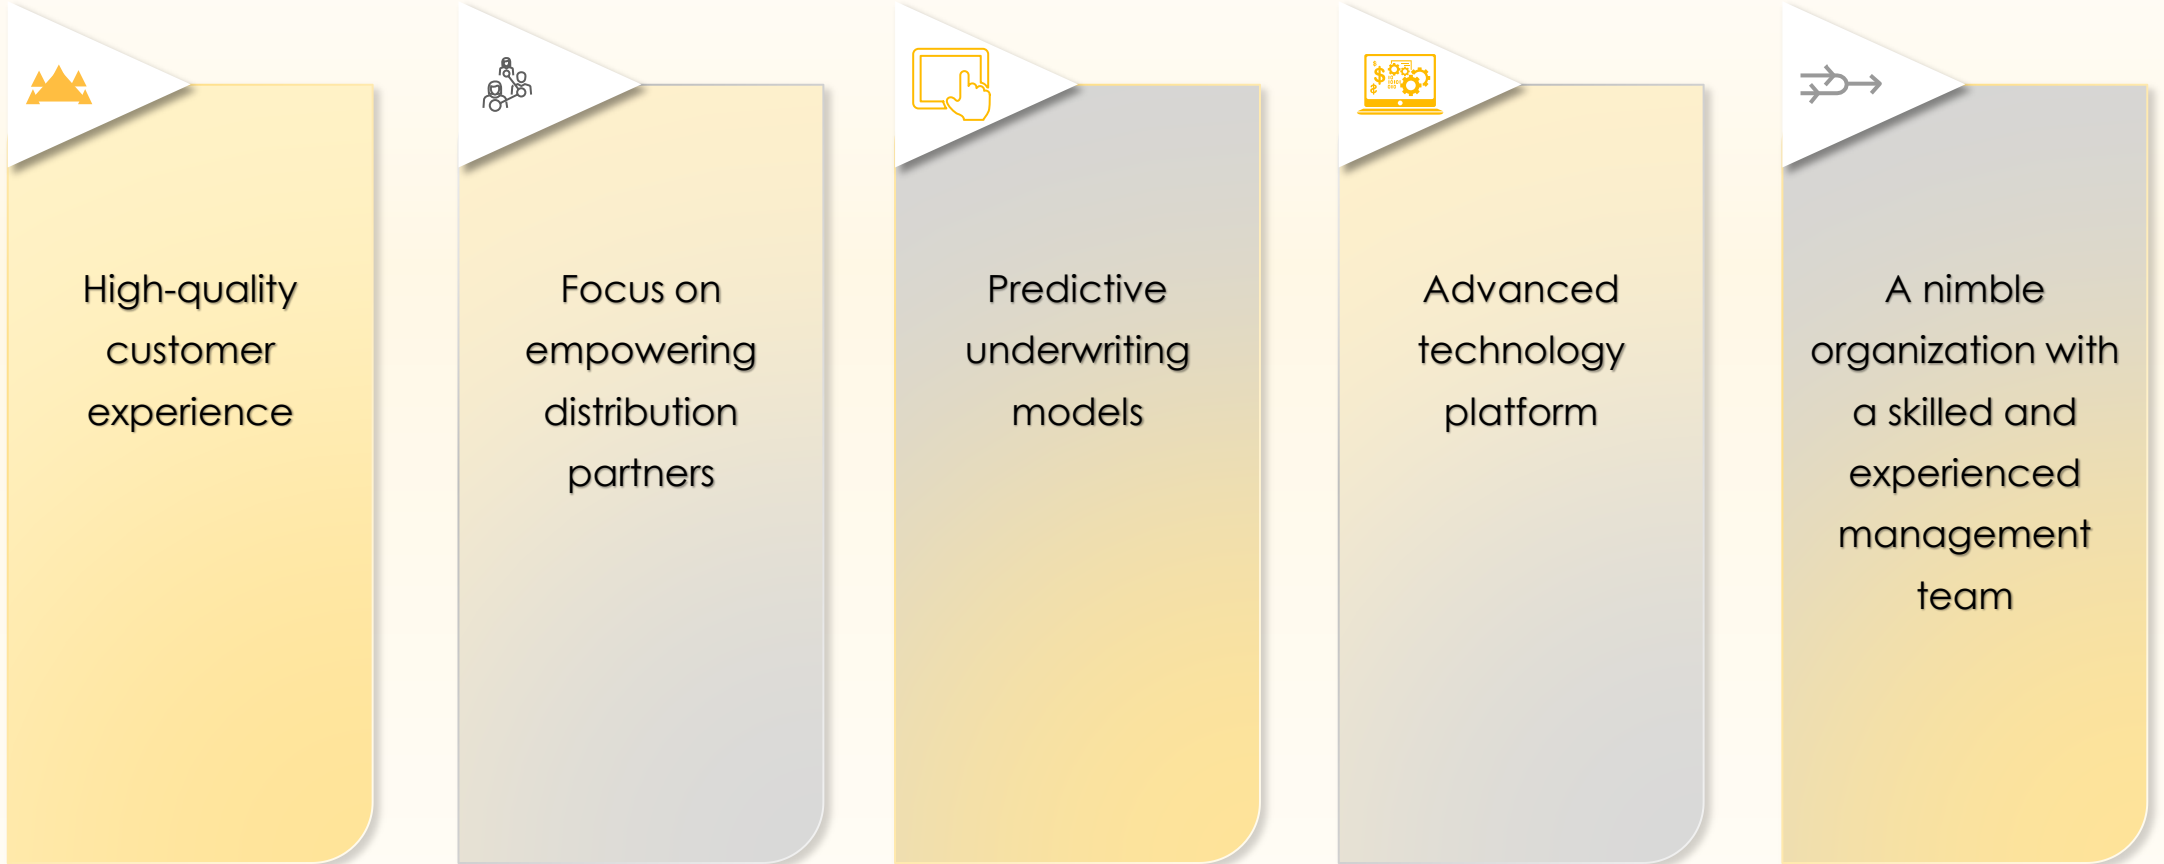 High-quality
customer
experience
Focus on
empowering
distribution
partners
Predictive
underwriting
models
Advanced
technology
platform
A nimble
organization with
a skilled and
experienced
management
team